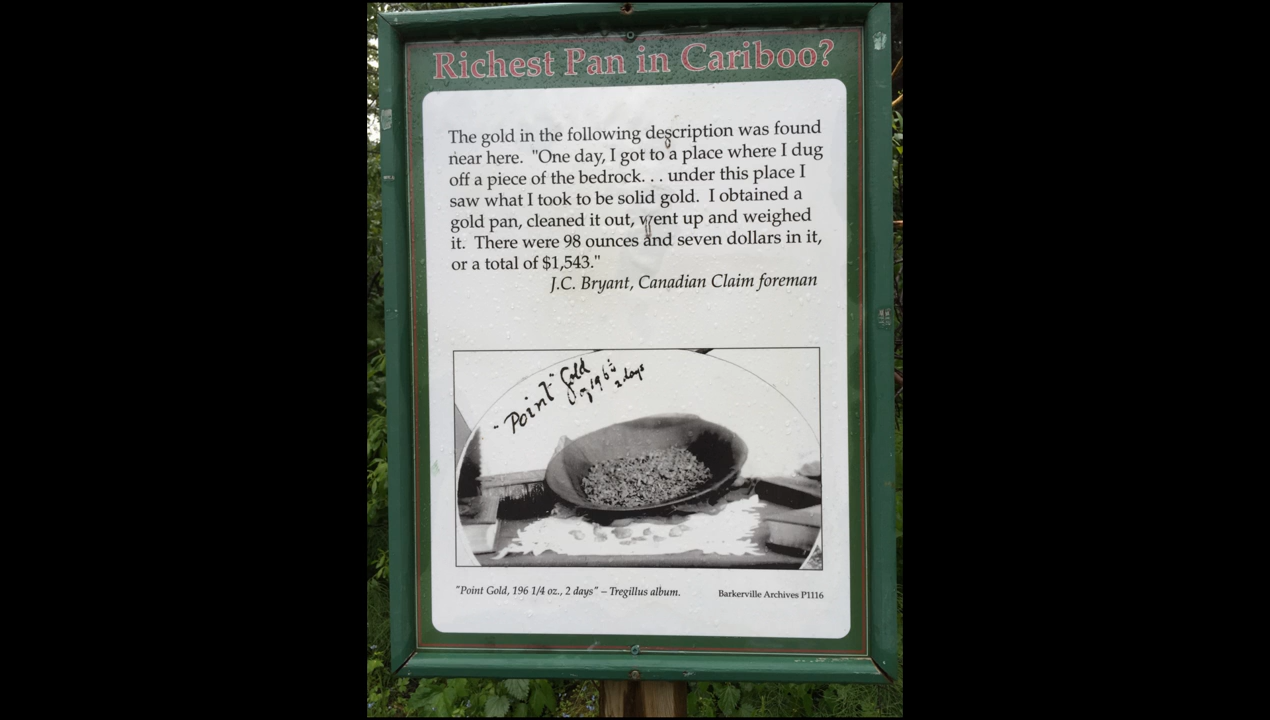 Richest Pan in Cariboo?
The gold in the following description was found
near here. "One day, I got to a place where I dug
off a piece of the bedrock. . . under this place I
saw what I took to be solid gold. I obtained a
gold pan, cleaned it out, went up and weighed
it. There were 98 ounces and seven dollars in it,
or a total of $1,543."
J.C. Bryant, Canadian Claim foreman
"Point" Gold
2 days
"Point Gold, 196 1/4 oz., 2 days" – Tregillus album.
Barkerville Archives P1116